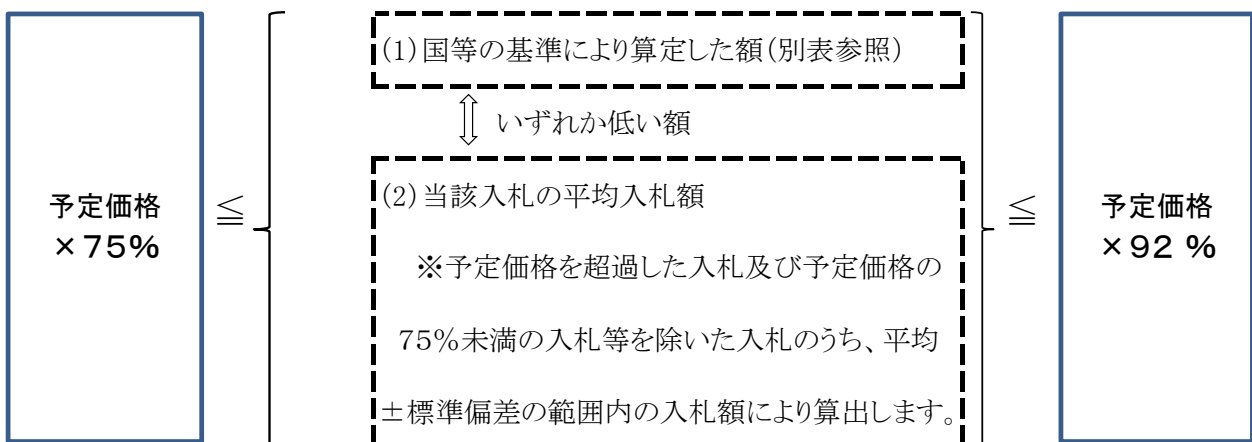 (1)国等の基準により算定した額(別表参照)
いずれか低い額
予定価格
×75%
≦
(2)当該入札の平均入札額
※予定価格を超過した入札及び予定価格の
75%未満の入札等を除いた入札のうち、平均
±標準偏差の範囲内の入札額により算出します。
≦
予定価格
×92 %